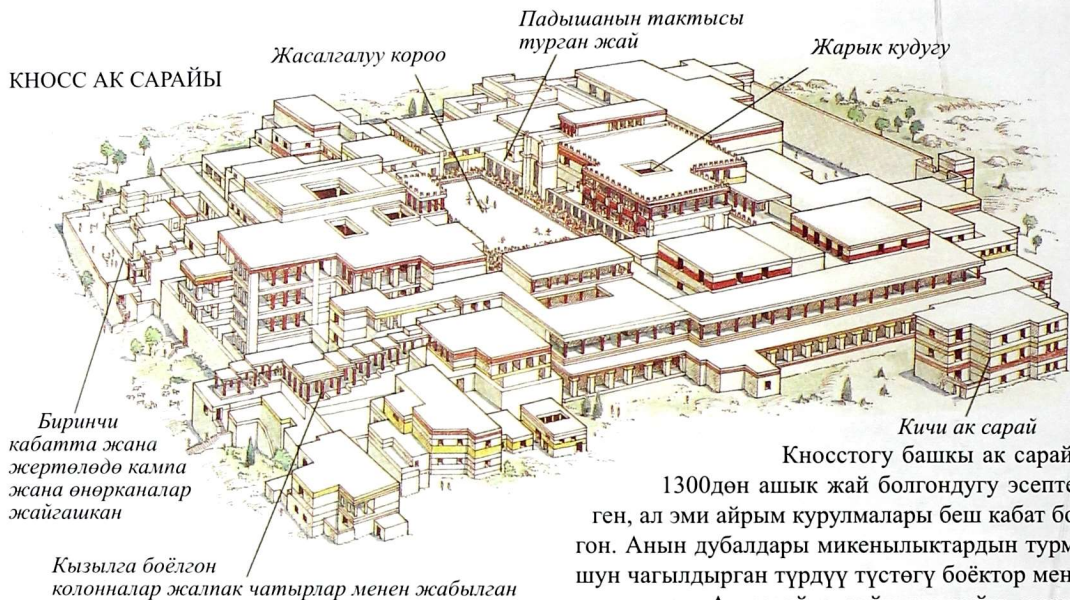 Падышанын тактысы
турган жай
Жасалгалуу короо
Жарык кудугу
КНОСС АК САРАЙЫ
Биринчи
кабатта жана
жертөлөдө кампа
жана өнөрканалар
жайгашкан
Кызылга боёлгон
колонналар жалпак чатырлар менен жабылган
Кичи ак сарай
Кносстогу башкы ак сарай
1300дөн ашык жай болгондугу эсепте
ген, ал эми айрым курулмалары беш кабат бо
гон. Анын дубалдары микенылыктардын турм
шун чагылдырган түрдүү түстөгү боёктор мен